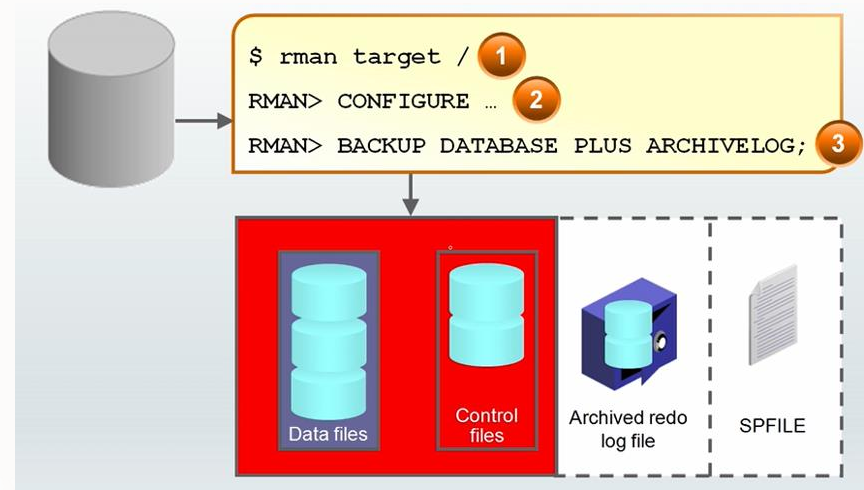 $ rman target / 1
RMAN> CONFIGURE … 2
RMAN> BACKUP DATABASE PLUS ARCHIVELOG; 3
Data files
Control
files
Archived redo
log file
SPFILE